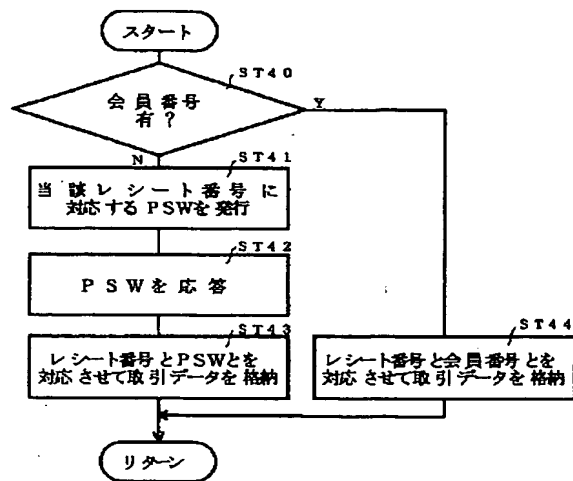 スタート
ST40
会員番号
有?
Y
N
ST41
当該レシート番号に
対応するPSWを発行
ST42
PSWを応答
ST43
レシート番号とPSWとを
対応させて取引データを格納
ST44
レシート番号と会員番号とを
対応させて取引データを格納
リターン